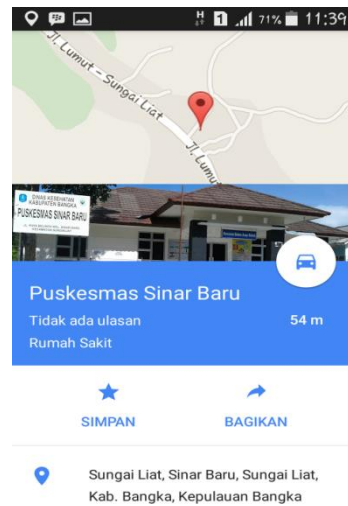 H 1 71% 11:39
Jl. Lumut - Sungai Liat
Jl. Lumut
DINAS KESEHATAN
KABUPATEN BANGKA
PUSKESMAS SINAR BARU
Puskesmas Sinar Baru
Tidak ada ulasan
54 m
Rumah Sakit
SIMPAN
BAGIKAN
Sungai Liat, Sinar Baru, Sungai Liat,
Kab. Bangka, Kepulauan Bangka